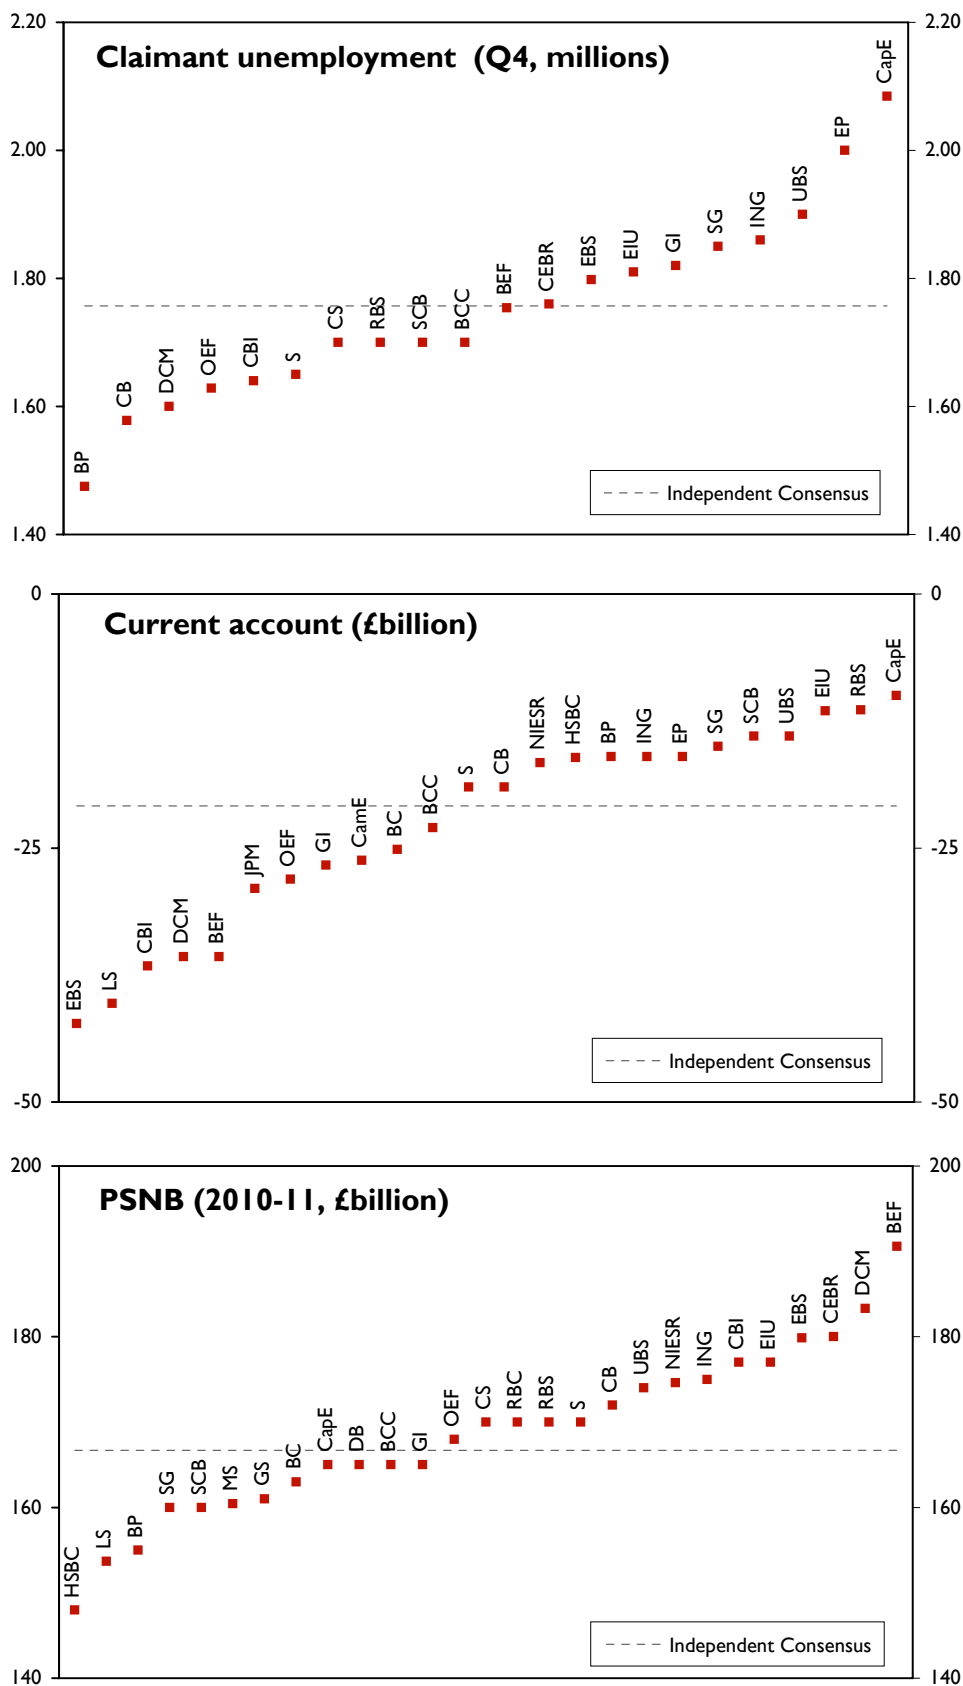 Claimant unemployment (Q4, millions)
2.20
2.20
2.00
2.00
1.80
1.80
1.60
1.60
1.40
1.40
BP
CB
DCM
OEF
CBI
S
CS
RBS
SCB
BCC
BEF
CEBR
EBS
EIU
GI
SG
ING
UBS
EP
CapE
Independent Consensus
Current account (£billion)
0
0
-25
-25
-50
-50
EBS
LS
CBI
DCM
BEF
JPM
OEF
GI
CamE
BC
BCC
S
CB
NIESR
HSBC
BP
ING
EP
SG
SCB
UBS
EIU
RBS
CapE
Independent Consensus
PSNB (2010-11, £billion)
200
200
180
180
160
160
140
140
HSBC
LS
BP
SG
SCB
MS
GS
BC
CapE
DB
BCC
GI
OEF
CS
RBC
RBS
S
CB
UBS
NIESR
ING
CBI
EIU
EBS
CEBR
DCM
BEF
Independent Consensus